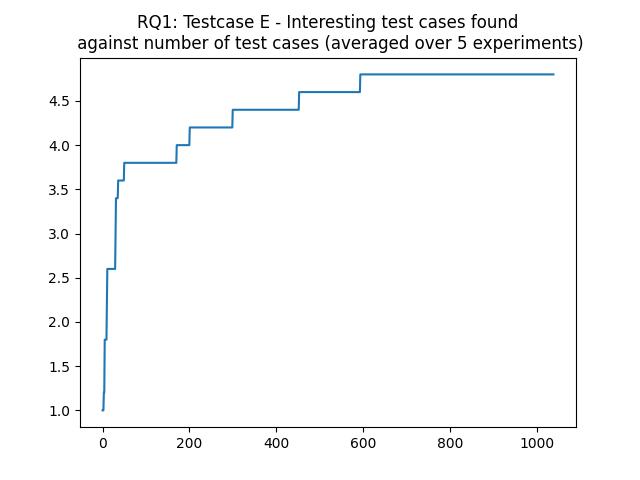 RQ1: Testcase E - Interesting test cases found
against number of test cases (averaged over 5 experiments)
4.5
4.0
3.5
3.0
2.5
2.0
1.5
1.0
0 200 400 600 800 1000